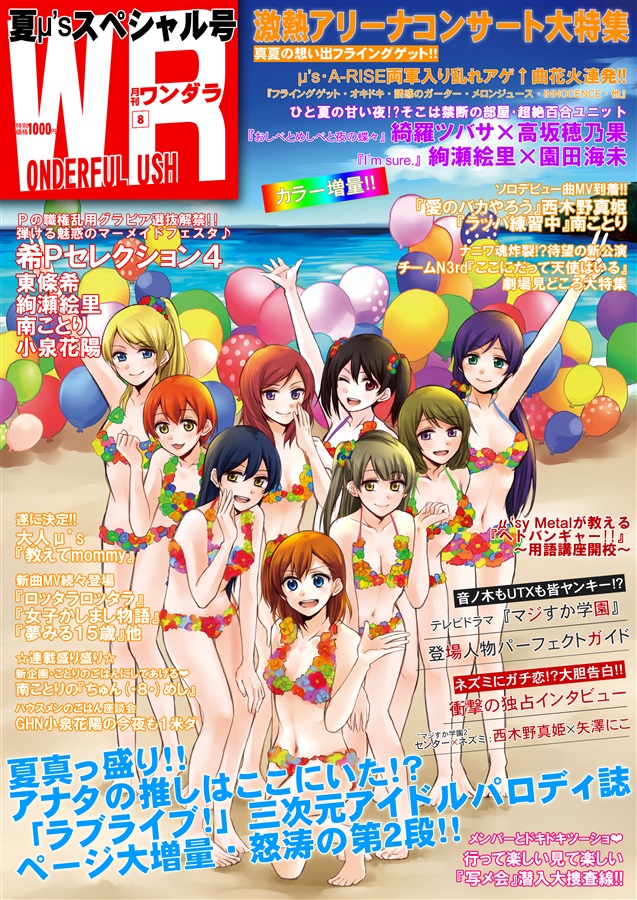 夏μ'sスペシャル号
WR
ONDERFUL USH
月刊ワンダラ
8
特別価格1000円
激熱アリーナコンサート大特集
真夏の想い出フライングゲット!!
μ's・A-RISE両軍入り乱れアゲ↑曲花火連発!!
『フライングゲット・オキドキ・誘惑のガーター・メロンジュース・INNOCENCE 他』
ひと夏の甘い夜!?そこは禁断の部屋・超絶百合ユニット
『おしべとめしべと夜の蝶々』綺羅ツバサ×高坂穂乃果
『I'm sure.』絢瀬絵里×園田海未
カラー増量!!
ソロデビュー曲MV到着!!
『愛のバカやろう』西木野真姫
『ラッパ練習中』南ことり
ナニワ魂炸裂!?待望の新公演
チームN3rd『ここにだって天使はいる』
劇場見どころ大特集
Pの職権乱用グラビア選抜解禁!!
弾ける魅惑のマーメイドフェスタ♪
希Pセレクション4
東條希
絢瀬絵里
南ことり
小泉花陽
遂に決定!!
大人μ's
『教えてmommy』
新曲MV続々登場
『ロッタラロッタラ』
『女子かしまし物語』
『夢みる15歳』他
☆連載盛り盛り☆
新企画・ことりのごはんにしてあげる♥
南ことりの『ちゅん(・8・)めし』
ハウスメンのごはん座談会
GHN小泉花陽の今夜も1米タ
μ'sy Metalが教える
『ヘドバンギャー!!』
～用語講座開校～
音ノ木もUTXも皆ヤンキー!?
テレビドラマ『マジすか学園』
登場人物パーフェクトガイド
ネズミにガチ恋!?大胆告白!!
衝撃の独占インタビュー
"マジすか学園2"
センター×ネズミ:西木野真姫×矢澤にこ
夏真っ盛り!!
アナタの推しはここにいた!?
「ラブライブ!」三次元アイドルパロディ誌
ページ大増量・怒涛の第2段!!
メンバーとドキドキツーショ♥
行って楽しい見て楽しい
『写メ会』潜入大捜査線!!